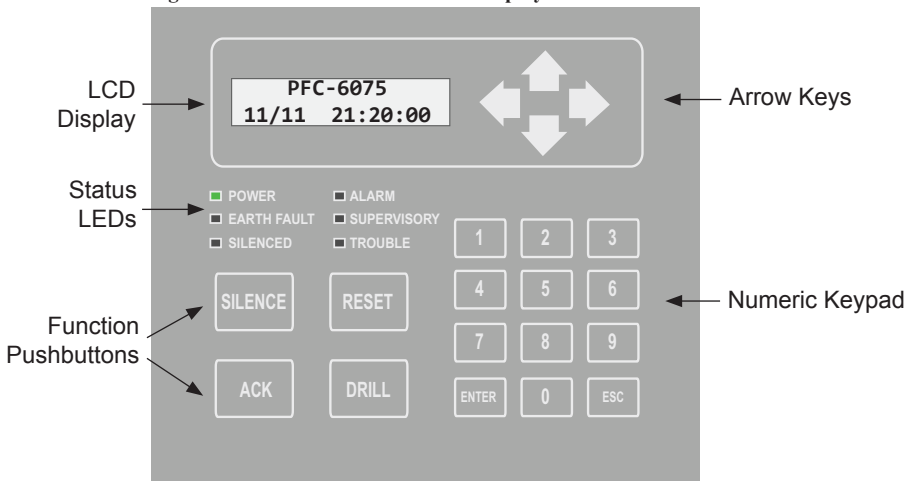 LCD
Display
PFC-6075
11/11 21:20:00
Arrow Keys
Status
LEDs
POWER
ALARM
EARTH FAULT
SUPERVISORY
SILENCED
TROUBLE
1 2 3
4 5 6
7 8 9
ENTER 0 ESC
Numeric Keypad
Function
Pushbuttons
SILENCE
RESET
ACK
DRILL